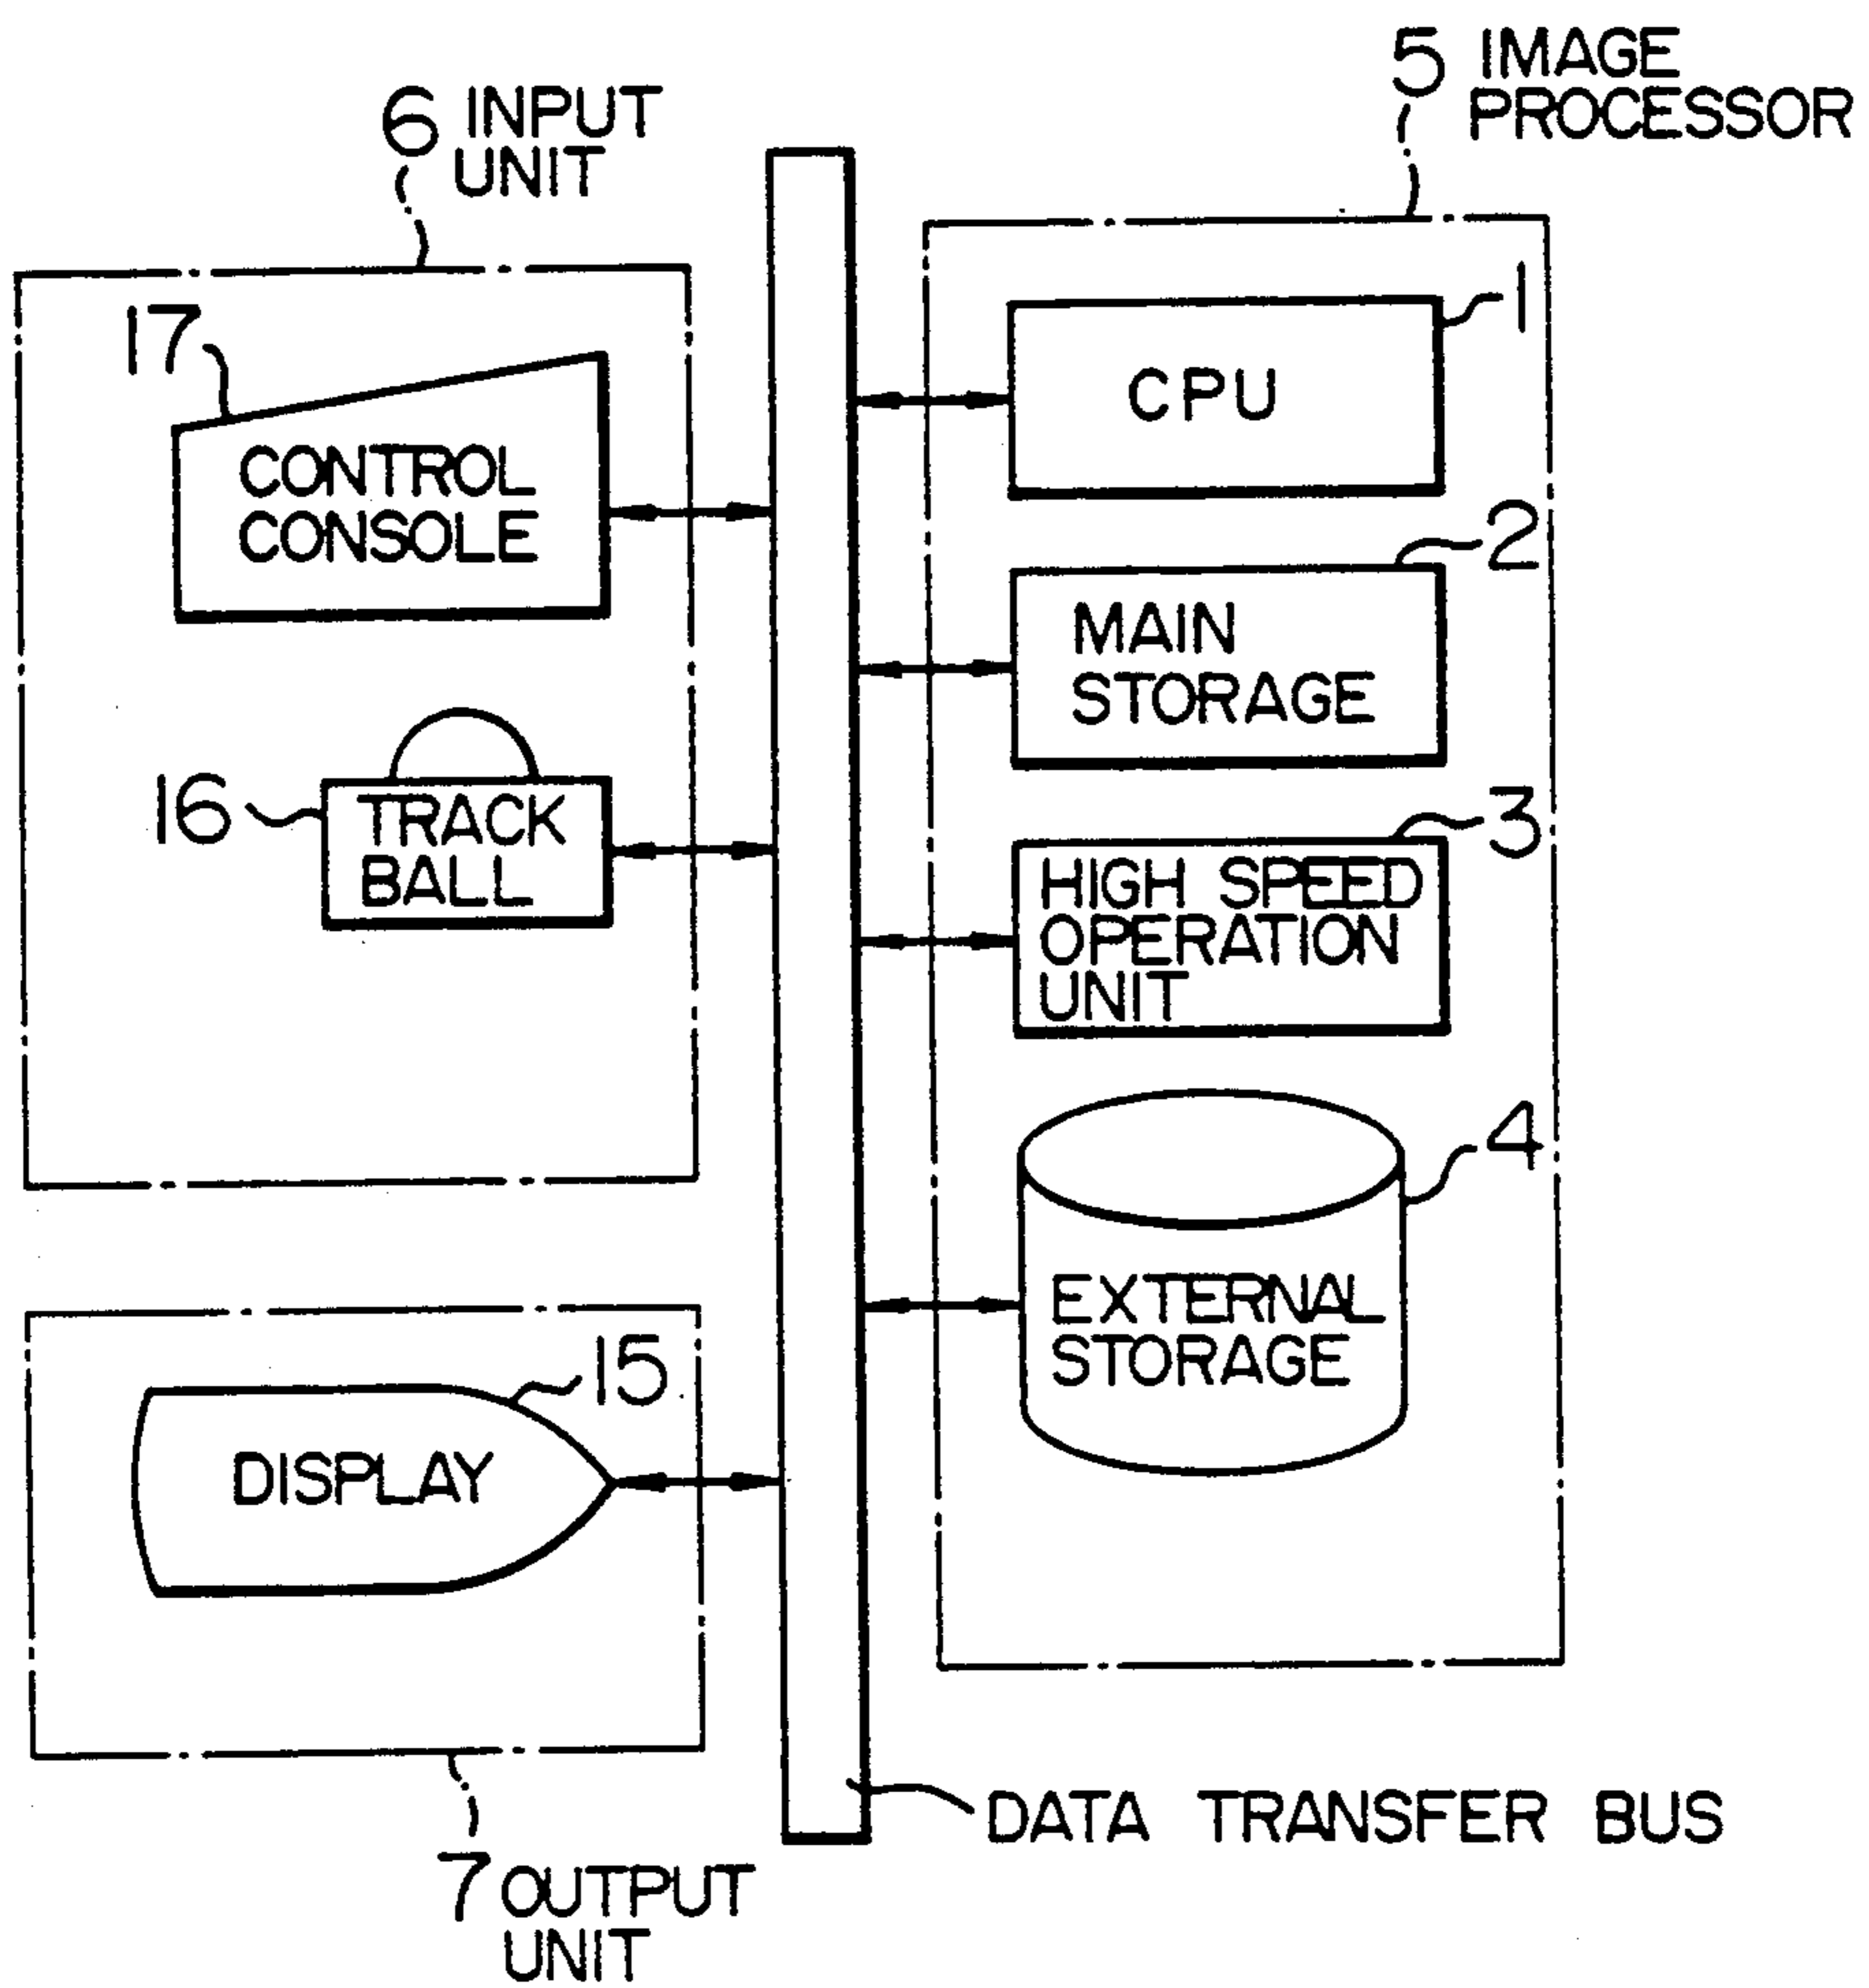 5 IMAGE
PROCESSOR
6 INPUT
UNIT
17
CONTROL
CONSOLE
16
TRACK
BALL
1
CPU
2
MAIN
STORAGE
3
HIGH SPEED
OPERATION
UNIT
4
EXTERNAL
STORAGE
15
DISPLAY
DATA TRANSFER BUS
7 OUTPUT
UNIT